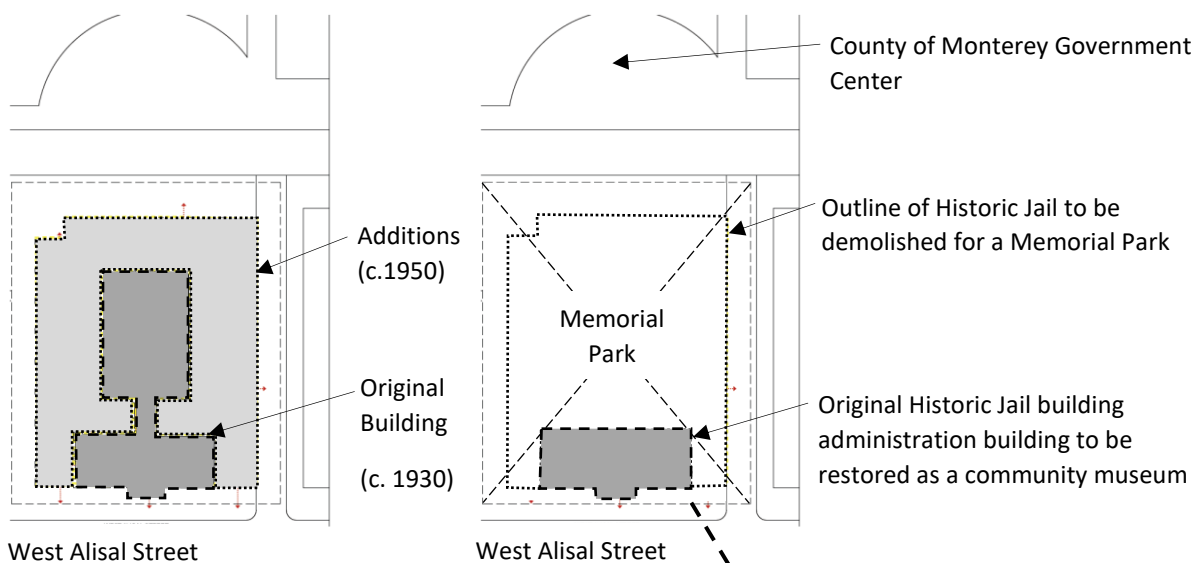 County of Monterey Government
Center
Additions
(c.1950)
Original
Building
(c. 1930)
West Alisal Street
Outline of Historic Jail to be
demolished for a Memorial Park
Memorial
Park
Original Historic Jail building
administration building to be
restored as a community museum
West Alisal Street